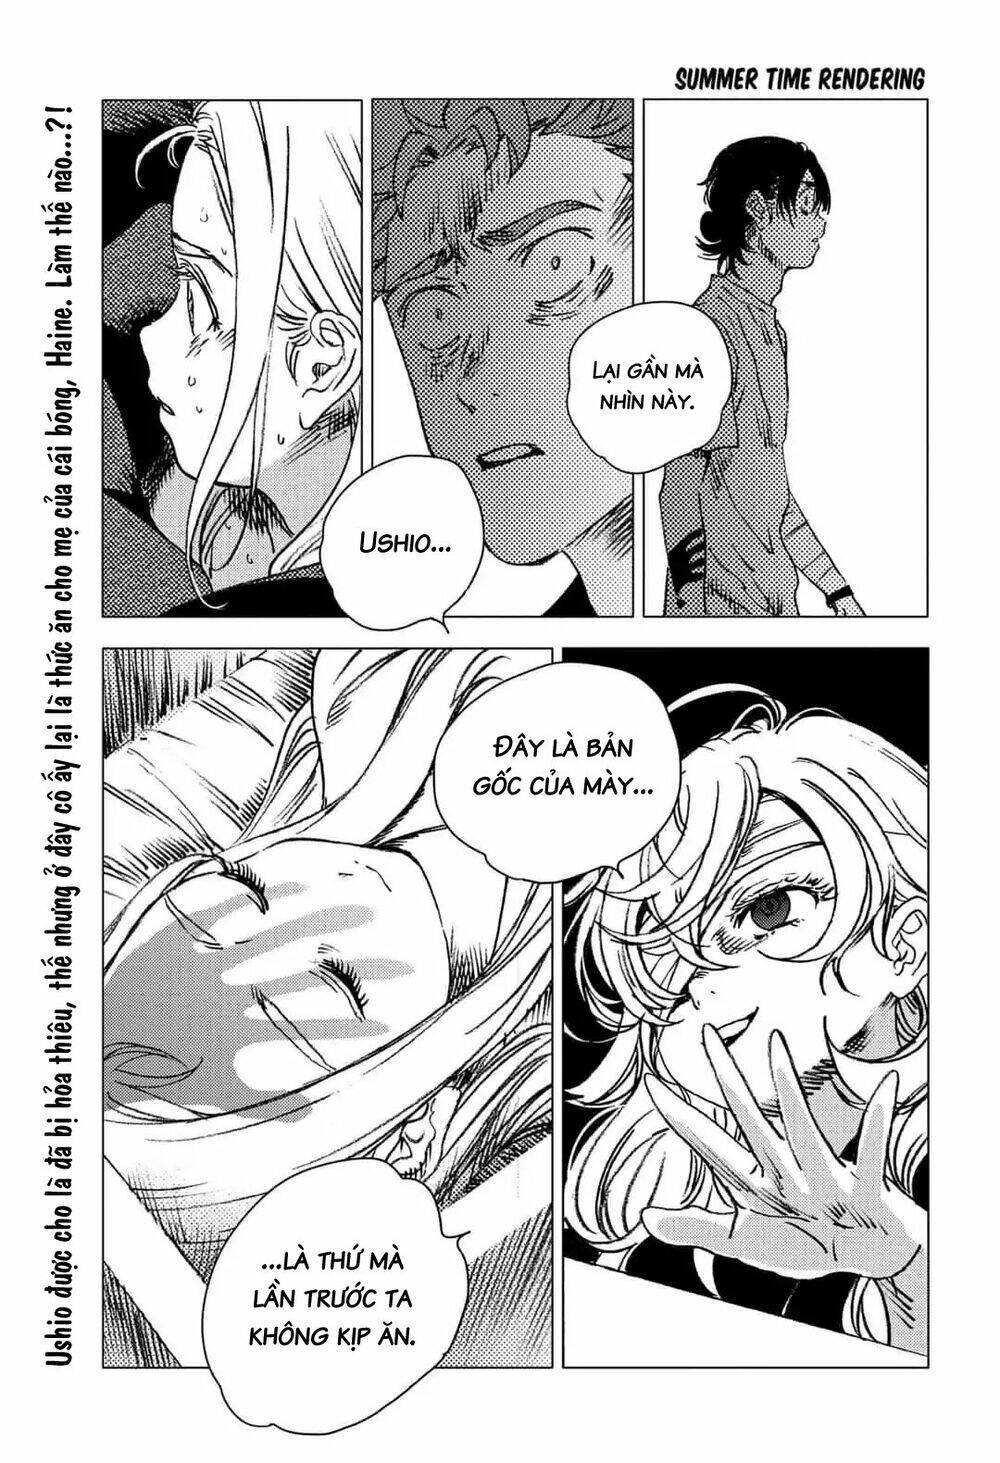 SUMMER TIME RENDERING
LẠI GẦN MÀ
NHÌN NÀY.
USHIO...
ĐÂY LÀ BẢN
GỐC CỦA MÀY...
...LÀ THỨ MÀ
LẦN TRƯỚC TA
KHÔNG KỊP ĂN.
Ushio được cho là đã bị hỏa thiêu, thế nhưng ở đây cô ấy lại là thức ăn cho mẹ của cái bóng, Haine. Làm thế nào...?!